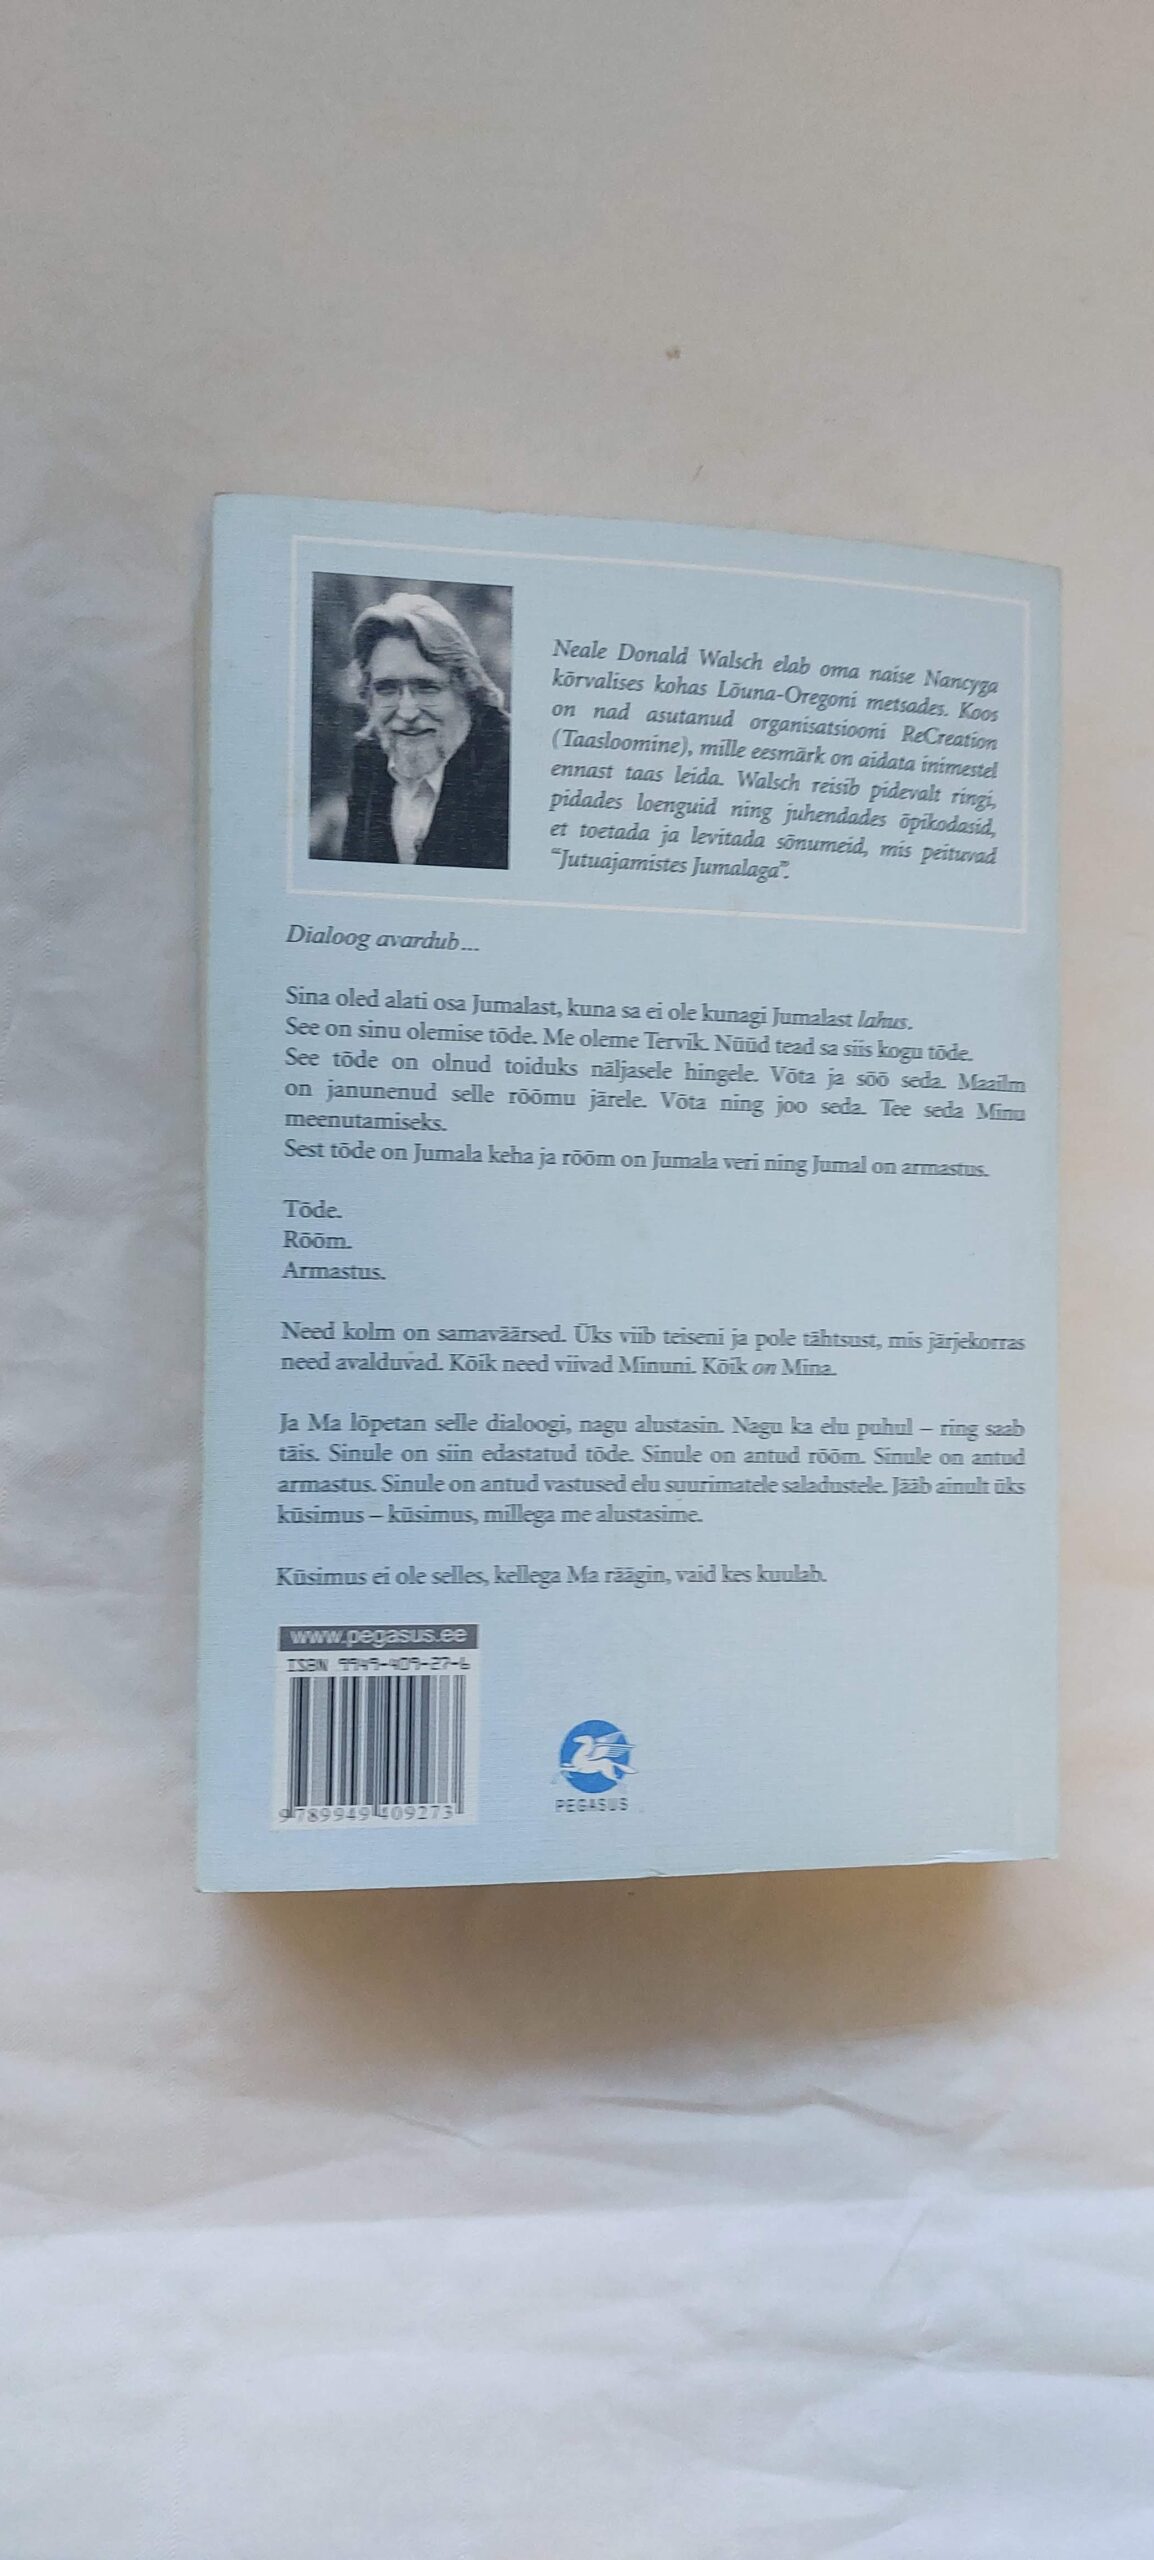 Neale Donald Walsch elab oma naise Nancyga
kõrvalises kohas Lõuna-Oregoni metsades. Koos
on nad asutanud organisatsiooni ReCreation
(Taasloomine), mille eesmärk on aidata inimestel
ennast taas leida. Walsch reisib pidevalt ringi,
pidades loenguid ning juhendades õpikodasid,
et toetada ja levitada sõnumeid, mis peituvad
“Jutuajamistes Jumalaga”.
Dialoog avardub...
Sina oled alati osa Jumalast, kuna sa ei ole kunagi Jumalast lahus.
See on sinu olemise tõde. Me oleme Tervik. Nüüd tead sa siis kogu tõde.
See tõde on olnud toiduks näljasele hingele. Võta ja söö seda. Maailm
on janunenud selle rõõmu järele. Võta ning joo seda. Tee seda Minu
meenutamiseks.
Sest tõde on Jumala keha ja rõõm on Jumala veri ning Jumal on armastus.
Tõde.
Rõõm.
Armastus.
Need kolm on samaväärsed. Üks viib teiseni ja pole tähtsust, mis järjekorras
need avalduvad. Kõik need viivad Minuni. Kõik on Mina.
Ja Ma lõpetan selle dialoogi, nagu alustasin. Nagu ka elu puhul – ring saab
täis. Sinule on siin edastatud tõde. Sinule on antud rõõm. Sinule on antud
armastus. Sinule on antud vastused elu suurimatele saladustele. Jääb ainult üks
küsimus – küsimus, millega me alustasime.
Küsimus ei ole selles, kellega Ma räägin, vaid kes kuulab.
www.pegasus.ee
ISBN 9949-409-27-6
9 789949 409273
PEGASUS